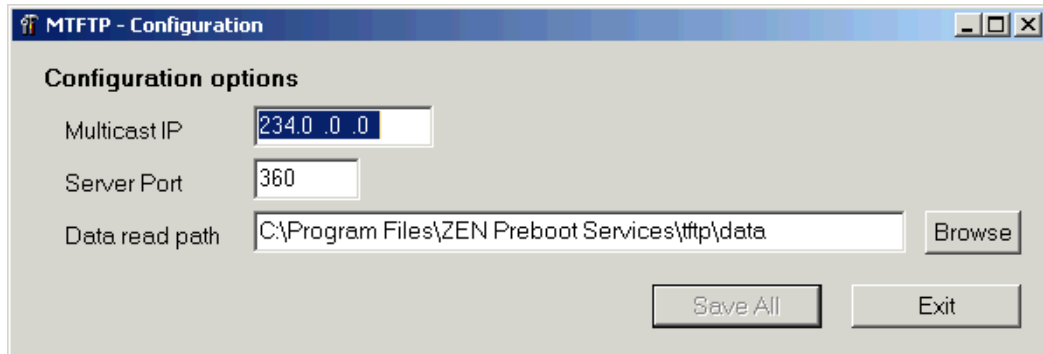 MTFTP - Configuration
Configuration options
Multicast IP 234.0 .0 .0
Server Port 360
Data read path C:\Program Files\ZEN Preboot Services\tftp\data Browse
Save All Exit